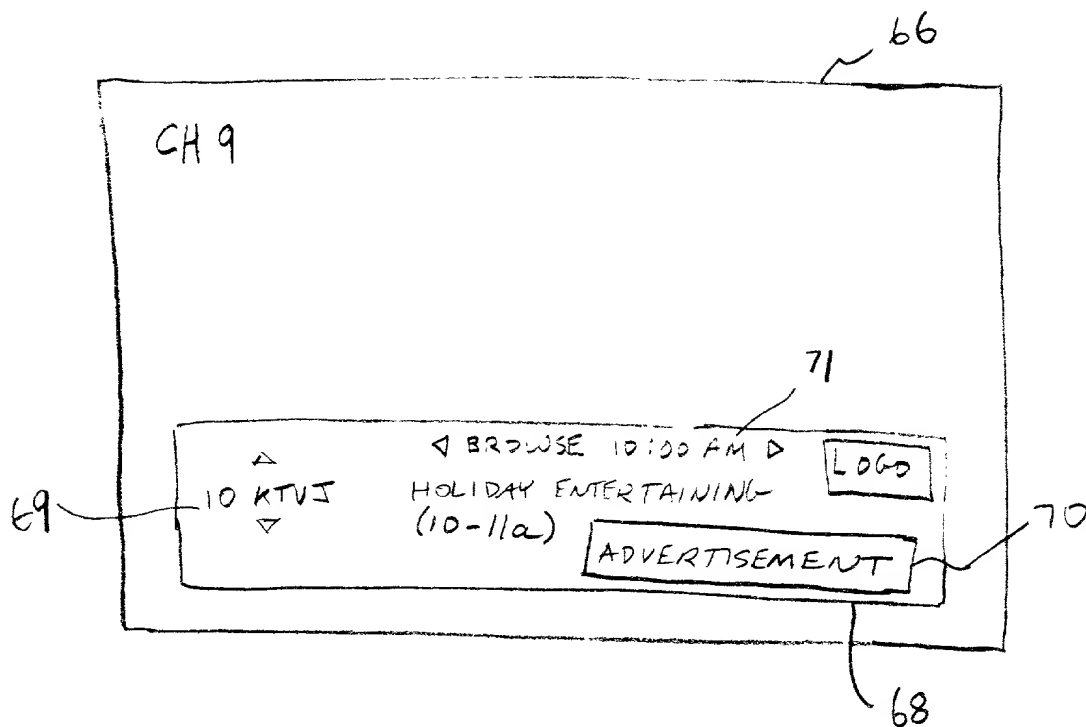 66
CH 9
71
◁ BROWSE 10:00 AM ▷
LOGO
△
10 KTVJ
▽
HOLIDAY ENTERTAINING
(10-11a)
69
ADVERTISEMENT
70
68